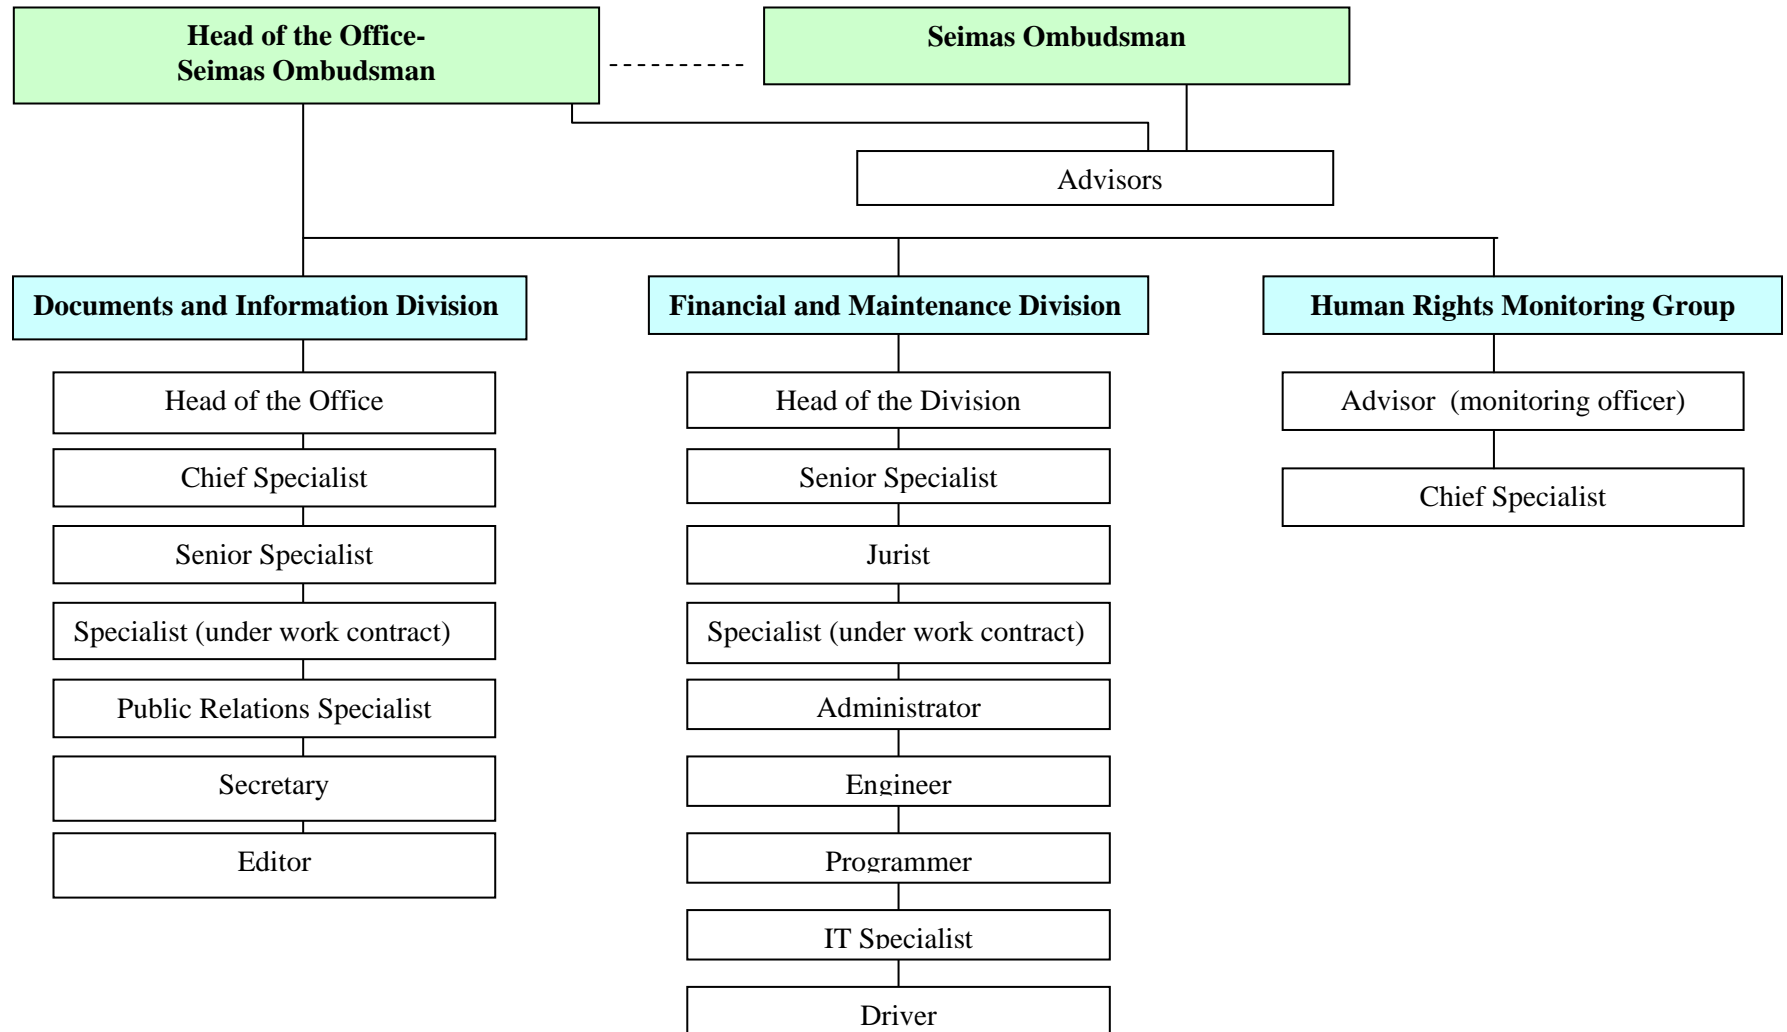 Head of the Office-
Seimas Ombudsman
Seimas Ombudsman
Advisors
Documents and Information Division
Head of the Office
Chief Specialist
Senior Specialist
Specialist (under work contract)
Public Relations Specialist
Secretary
Editor
Financial and Maintenance Division
Head of the Division
Senior Specialist
Jurist
Specialist (under work contract)
Administrator
Engineer
Programmer
IT Specialist
Driver
Human Rights Monitoring Group
Advisor (monitoring officer)
Chief Specialist